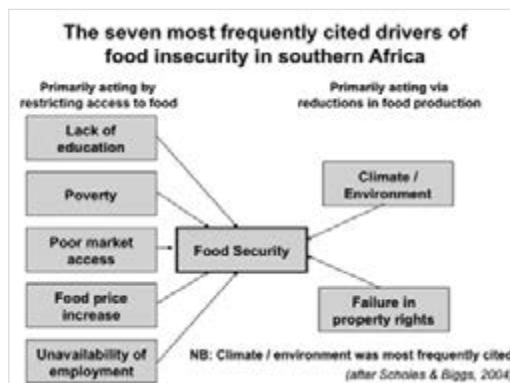 The seven most frequently cited drivers of
food insecurity in southern Africa
Primarily acting by
restricting access to food
Primarily acting via
reductions in food production
Lack of
education
Poverty
Poor market
access
Food price
increase
Unavailability of
employment
Food Security
Climate /
Environment
Failure in
property rights
NB: Climate / environment was most frequently cited
(after Scholes & Biggs, 2004)